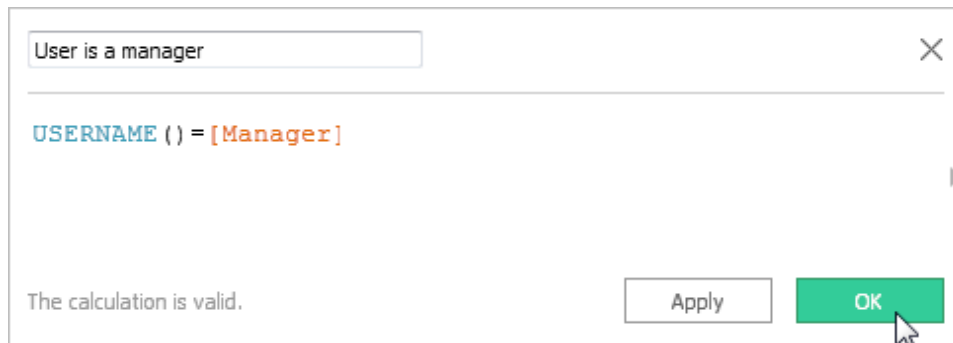 User is a manager
USERNAME()=[Manager]
The calculation is valid.
Apply
OK